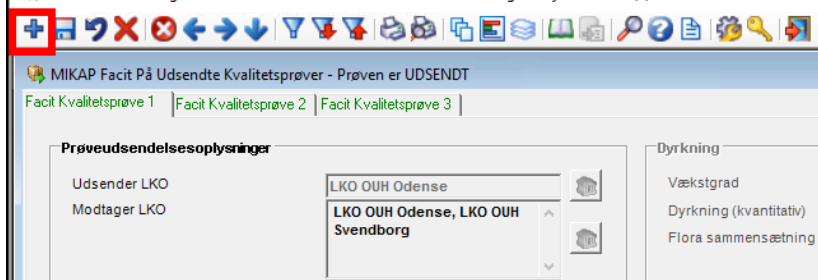 MIKAP Facit På Udsendte Kvalitetsprøver - Prøven er UDSENDT
Facit Kvalitetsprøve 1 Facit Kvalitetsprøve 2 Facit Kvalitetsprøve 3
Prøveudsendelsesoplysninger
Udsender LKO LKO OUH Odense
Modtager LKO LKO OUH Odense, LKO OUH
Svendborg
Dyrkning
Vækstgrad
Dyrkning (kvantitativ)
Flora sammensætning